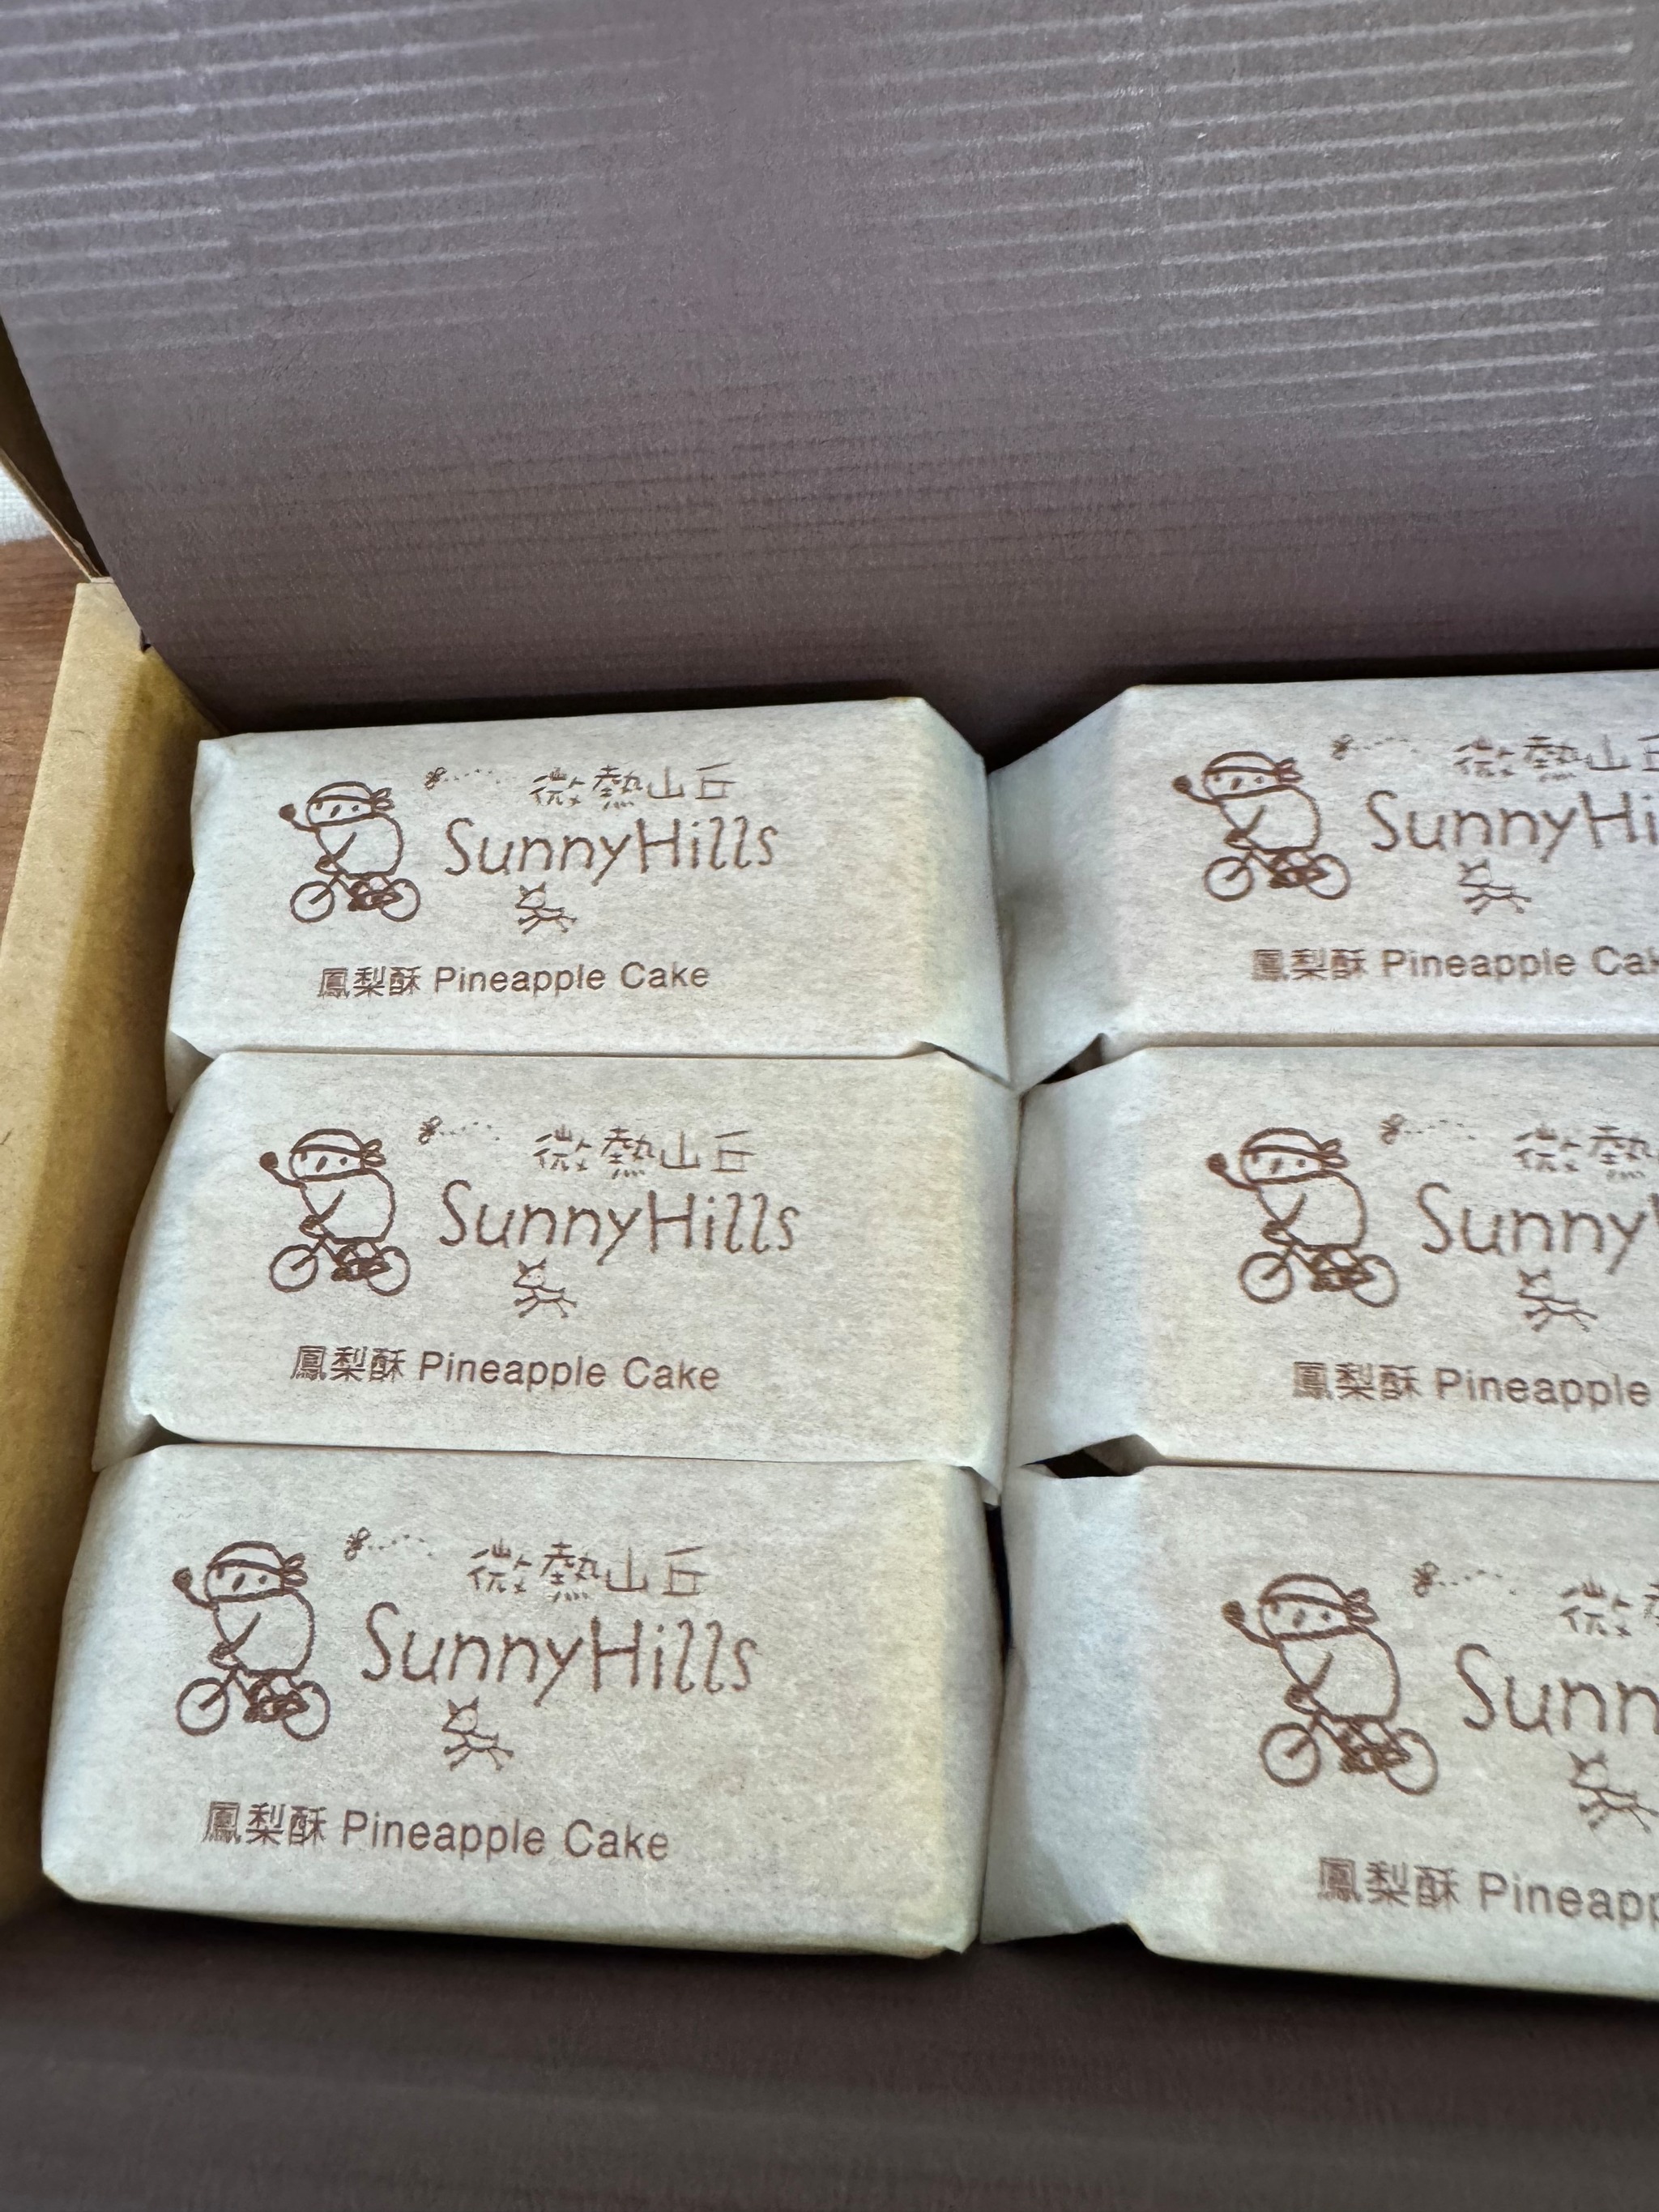 微熱山丘
SunnyHills
鳳梨酥 Pineapple Cake
微熱山丘
SunnyHi
鳳梨酥 Pineapple Cak
微熱山丘
SunnyHills
鳳梨酥 Pineapple Cake
微熱
Sunny
鳳梨酥 Pineapple
微熱山丘
SunnyHills
鳳梨酥 Pineapple Cake
微
Sunn
鳳梨酥 Pineapp